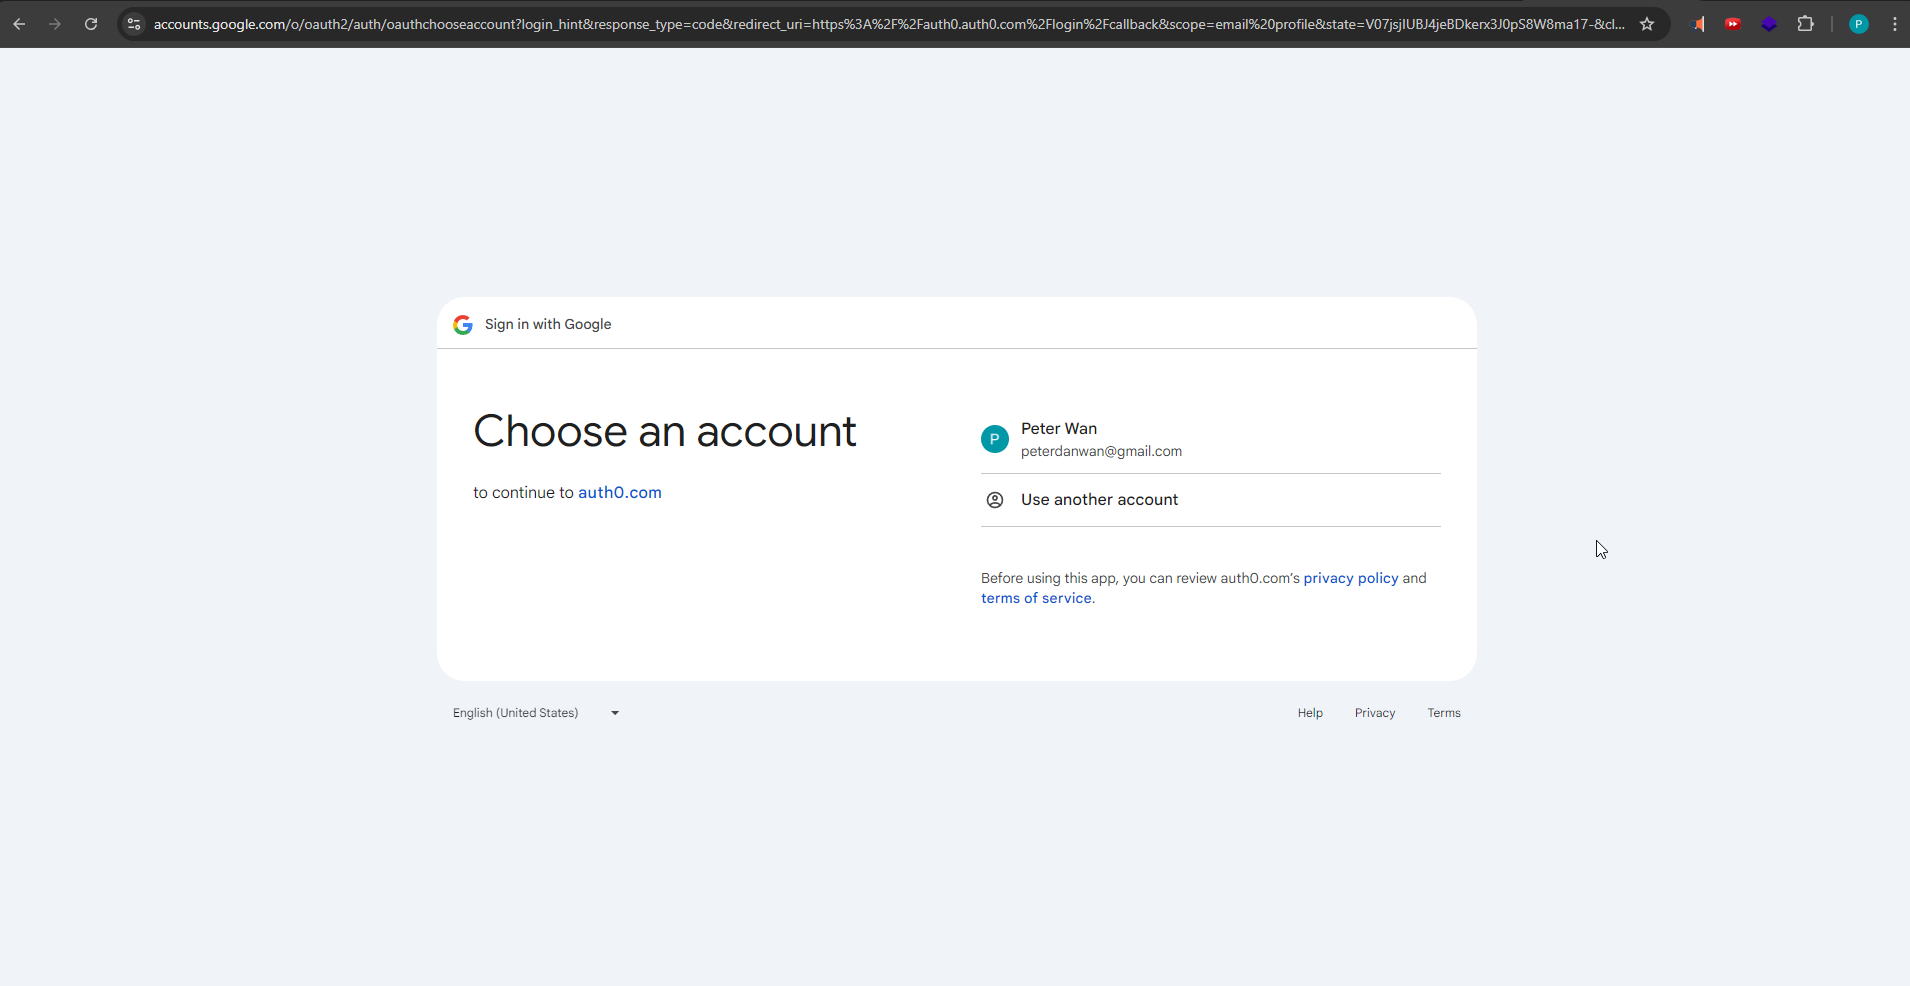 accounts.google.com/o/oauth2/auth/oauthchooseaccount?login_hint&response_type=code&redirect_uri=https%3A%2F%2Fauth0.auth0.com%2Flogin%2Fcallback&scope=email%20profile&state=V07jsjIUBJ4jeBDkerx3J0pS8W8ma17-&cl...
P
Sign in with Google
Choose an account
to continue to auth0.com
P
Peter Wan
peterdanwan@gmail.com
Use another account
Before using this app, you can review auth0.com's privacy policy and
terms of service.
English (United States)
Help
Privacy
Terms